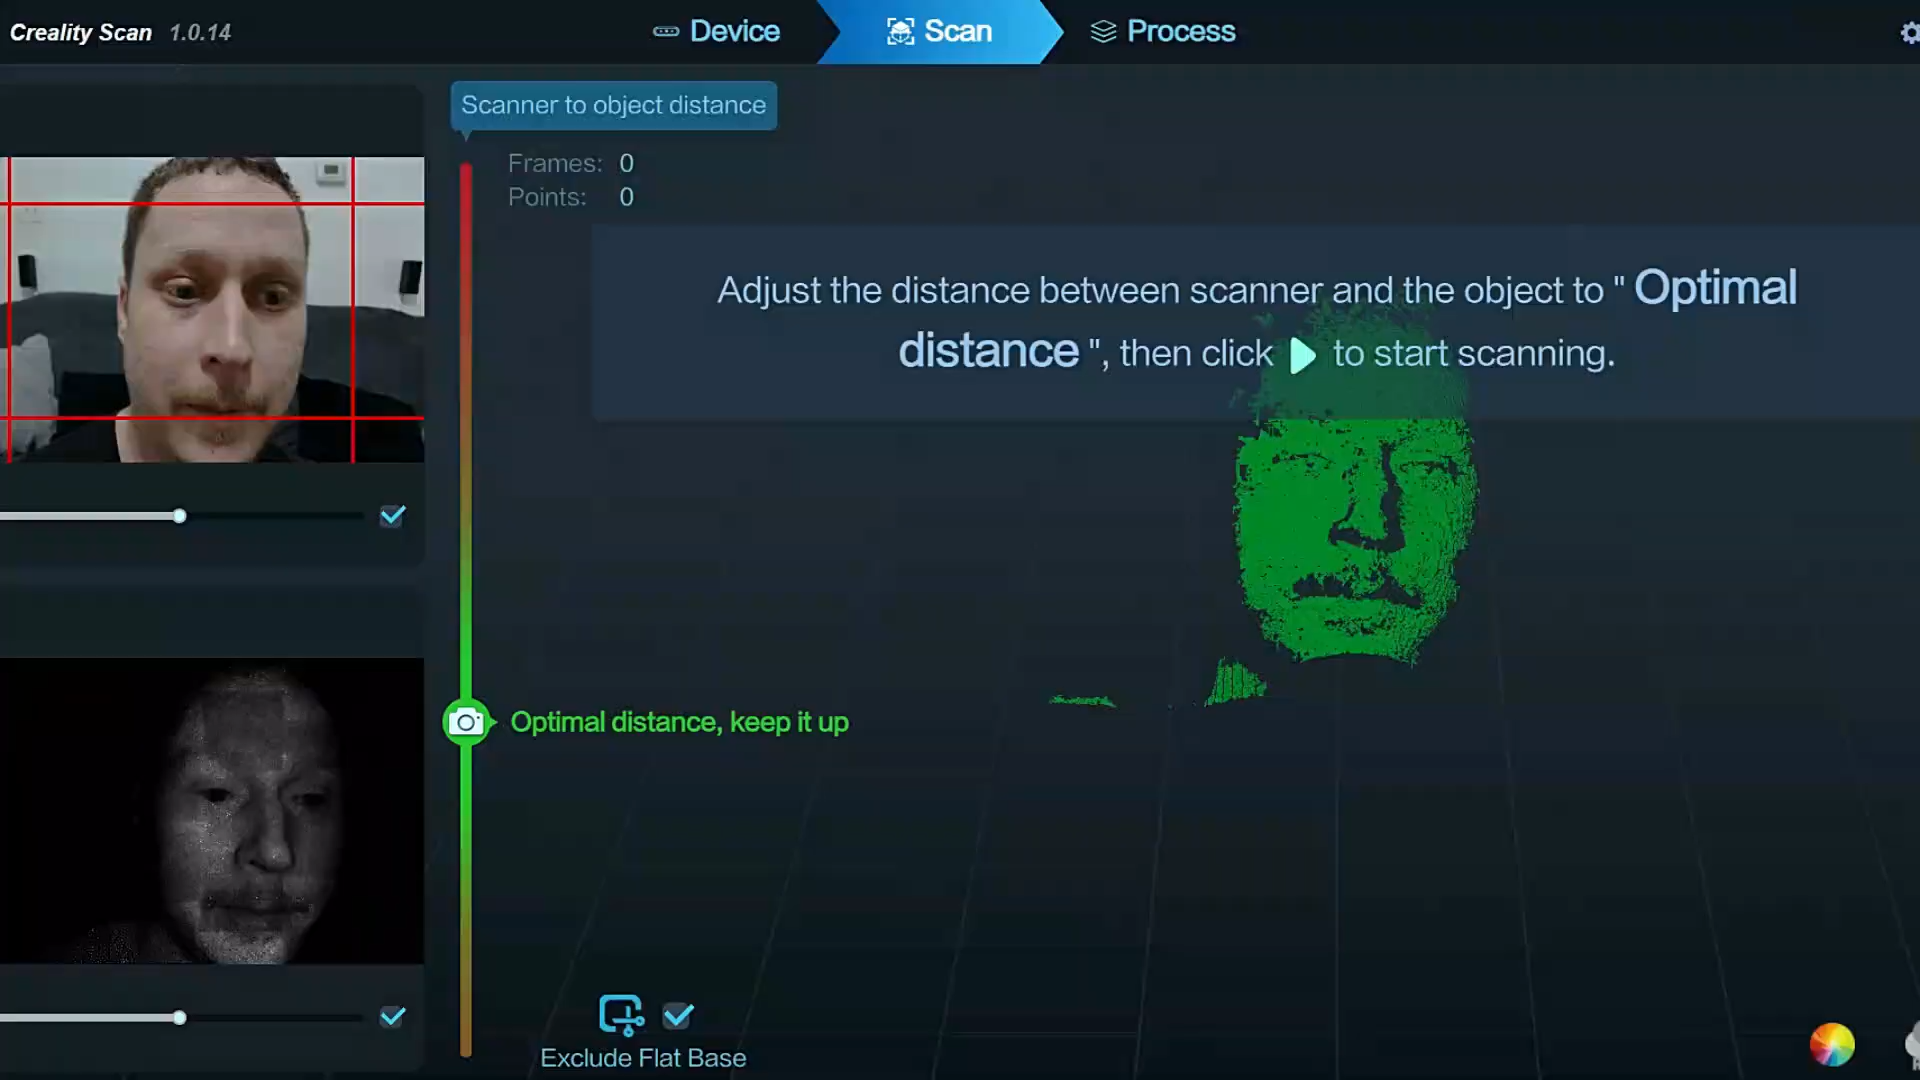 Creality Scan 1.0.14
Device
Scan
Process
Scanner to object distance
Frames: 0
Points: 0
Adjust the distance between scanner and the object to " Optimal
distance ", then click to start scanning.
Optimal distance, keep it up
Exclude Flat Base